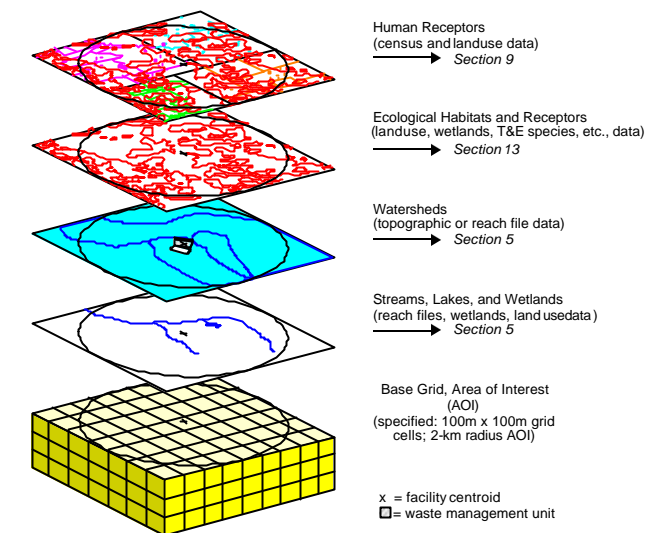 Human Receptors
(census and landuse data)
Section 9
Ecological Habitats and Receptors
(landuse, wetlands, T&E species, etc., data)
Section 13
Watersheds
(topographic or reach file data)
Section 5
Streams, Lakes, and Wetlands
(reach files, wetlands, land usedata)
Section 5
Base Grid, Area of Interest
(AOI)
(specified: 100m x 100m grid
cells; 2-km radius AOI)
x = facility centroid
= waste management unit